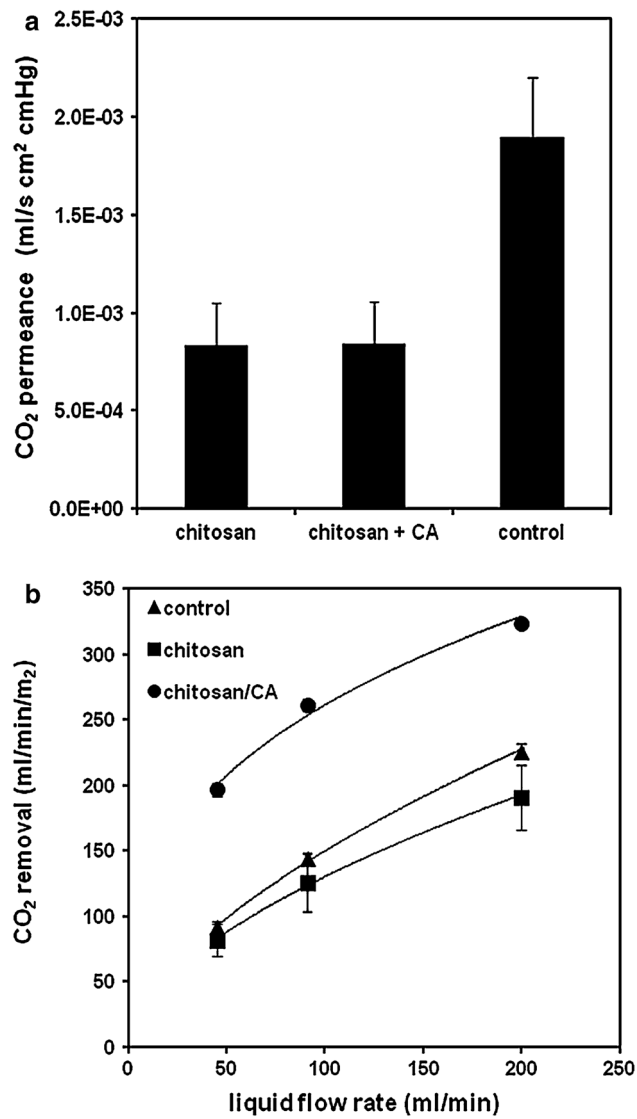 a
CO₂ permeance (ml/s cm² cmHg)
2.5E-03
2.0E-03
1.5E-03
1.0E-03
5.0E-04
0.0E+00
chitosan
chitosan + CA
control
b
CO₂ removal (ml/min/m₂)
350
300
250
200
150
100
50
0
control
chitosan
chitosan/CA
0
50
100
150
200
250
liquid flow rate (ml/min)